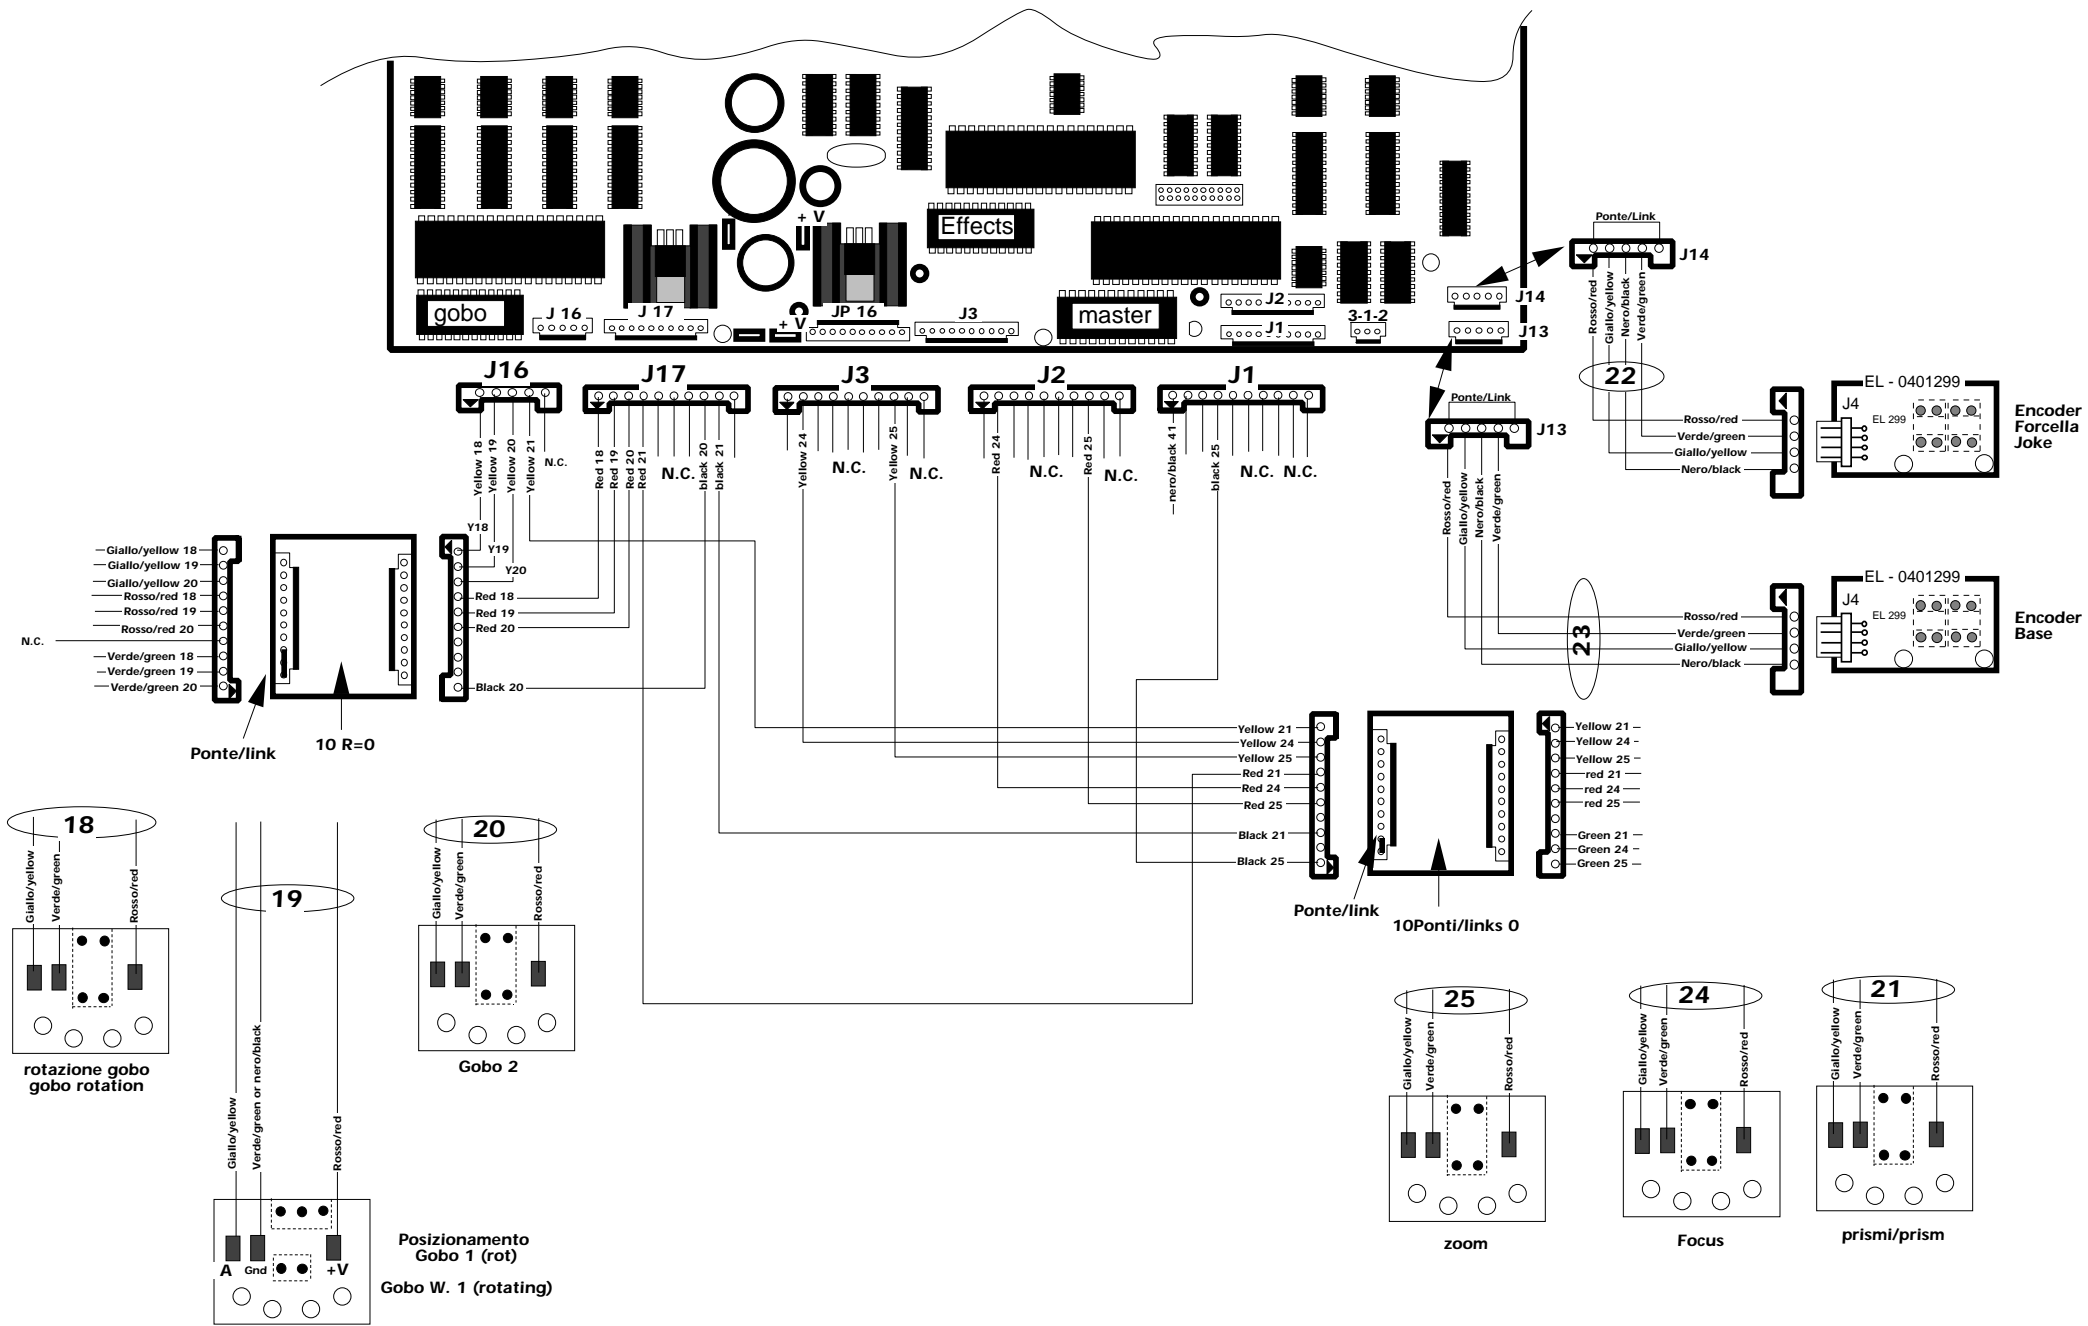 + V
Effects
gobo
J 16
J 17
+ V
JP 16
J3
master
J2
J1
3-1-2
J14
J13
Ponte/Link
J14
Rosso/red
Giallo/yellow
Nero/black
Verde/green
22
Rosso/red
Verde/green
Giallo/yellow
Nero/black
EL - 0401299
J4
EL 299
Encoder
Forcella
Joke
J16
J17
J3
J2
J1
Ponte/Link
J13
Yellow 18
Yellow 19
Yellow 20
Yellow 21
N.C.
Red 18
Red 19
Red 20
Red 21
N.C.
black 20
black 21
Yellow 24
N.C.
Yellow 25
N.C.
Red 24
N.C.
Red 25
N.C.
nero/black 41
black 25
N.C.
N.C.
Rosso/red
Giallo/yellow
Nero/black
Verde/green
23
Rosso/red
Verde/green
Giallo/yellow
Nero/black
EL - 0401299
J4
EL 299
Encoder
Base
Y18
Y19
Y20
Giallo/yellow 18
Giallo/yellow 19
Giallo/yellow 20
Rosso/red 18
Rosso/red 19
Rosso/red 20
N.C.
Verde/green 18
Verde/green 19
Verde/green 20
Red 18
Red 19
Red 20
Black 20
Ponte/link
10 R=0
Yellow 21
Yellow 24
Yellow 25
Red 21
Red 24
Red 25
Black 21
Black 25
Yellow 21
Yellow 24
Yellow 25
red 21
red 24
red 25
Green 21
Green 24
Green 25
Ponte/link
10Ponti/links 0
18
Giallo/yellow
Verde/green
Rosso/red
rotazione gobo
gobo rotation
19
Giallo/yellow
Verde/green or nero/black
Rosso/red
A
Gnd
+V
Posizionamento
Gobo 1 (rot)
Gobo W. 1 (rotating)
20
Giallo/yellow
Verde/green
Rosso/red
Gobo 2
25
Giallo/yellow
Verde/green
Rosso/red
zoom
24
Giallo/yellow
Verde/green
Rosso/red
Focus
21
Giallo/yellow
Verde/green
Rosso/red
prismi/prism